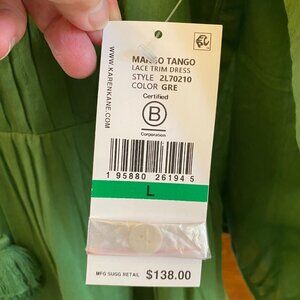 WWW.KARENKANE.COM
MANGO TANGO
LACE TRIM DRESS
STYLE 2L70210
COLOR GRE
Certified
B
Corporation
1 95880 26194 5
L
MFG SUGG RETAIL $138.00